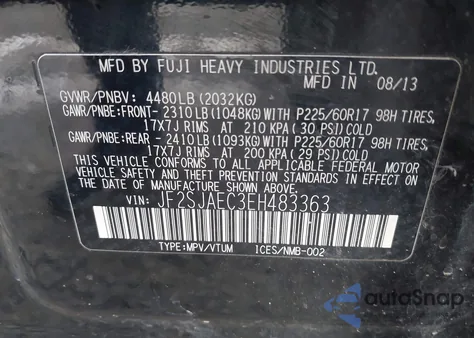 MFD BY FUJI HEAVY INDUSTRIES LTD.
MFD. IN JAPAN 08/13
GVWR/PNBV: 4480LB (2032KG)
GAWR/PNBE:FRONT-2310LB(1048KG)WITH P225/60R17 98H TIRES,
17X7J RIMS AT 210 KPA(30 PSI)COLD
GAWR/PNBE:REAR -2410LB(1093KG)WITH P225/60R17 98H TIRES,
17X7J RIMS AT 200 KPA(29 PSI)COLD
THIS VEHICLE CONFORMS TO ALL APPLICABLE FEDERAL MOTOR
VEHICLE SAFETY STANDARDS IN EFFECT ON THE DATE OF
MANUFACTURE SHOWN ABOVE.
VIN: JF2SJAEC3EH483363
TYPE:MPV/VTUM ICES/NMB-002
autoSnap